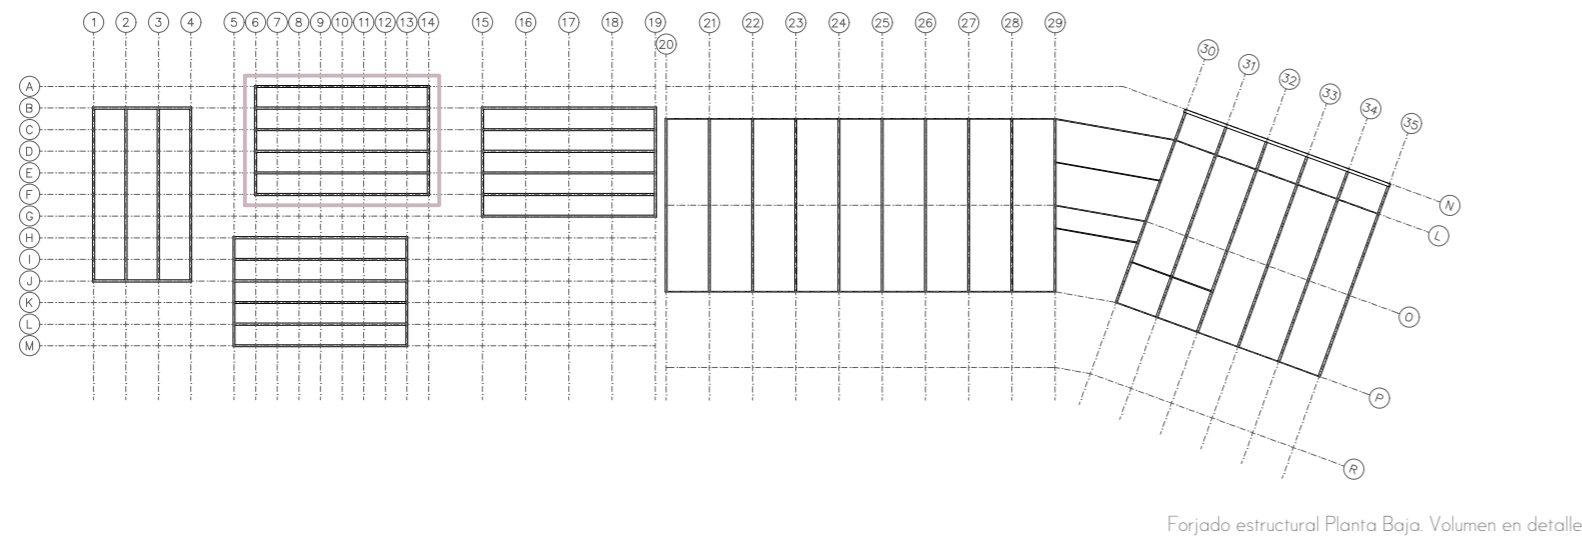 1 2 3 4 5 6 7 8 9 10 11 12 13 14 15 16 17 18 19 21 22 23 24 25 26 27 28 29
20
30
31
32
33
34
35
A
B
C
D
E
F
G
H
I
J
K
L
M
N
L
O
P
R
Forjado estructural Planta Baja. Volumen en detalle